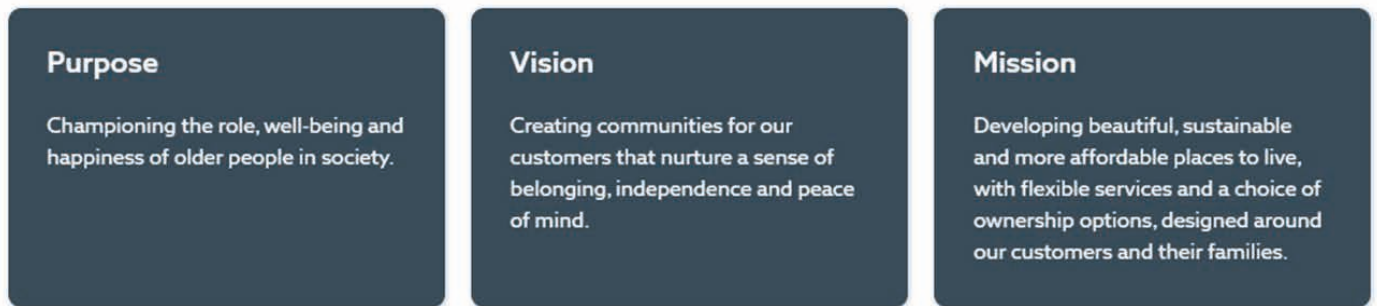 Purpose
Championing the role, well-being and
happiness of older people in society.
Vision
Creating communities for our
customers that nurture a sense of
belonging, independence and peace
of mind.
Mission
Developing beautiful, sustainable
and more affordable places to live,
with flexible services and a choice of
ownership options, designed around
our customers and their families.